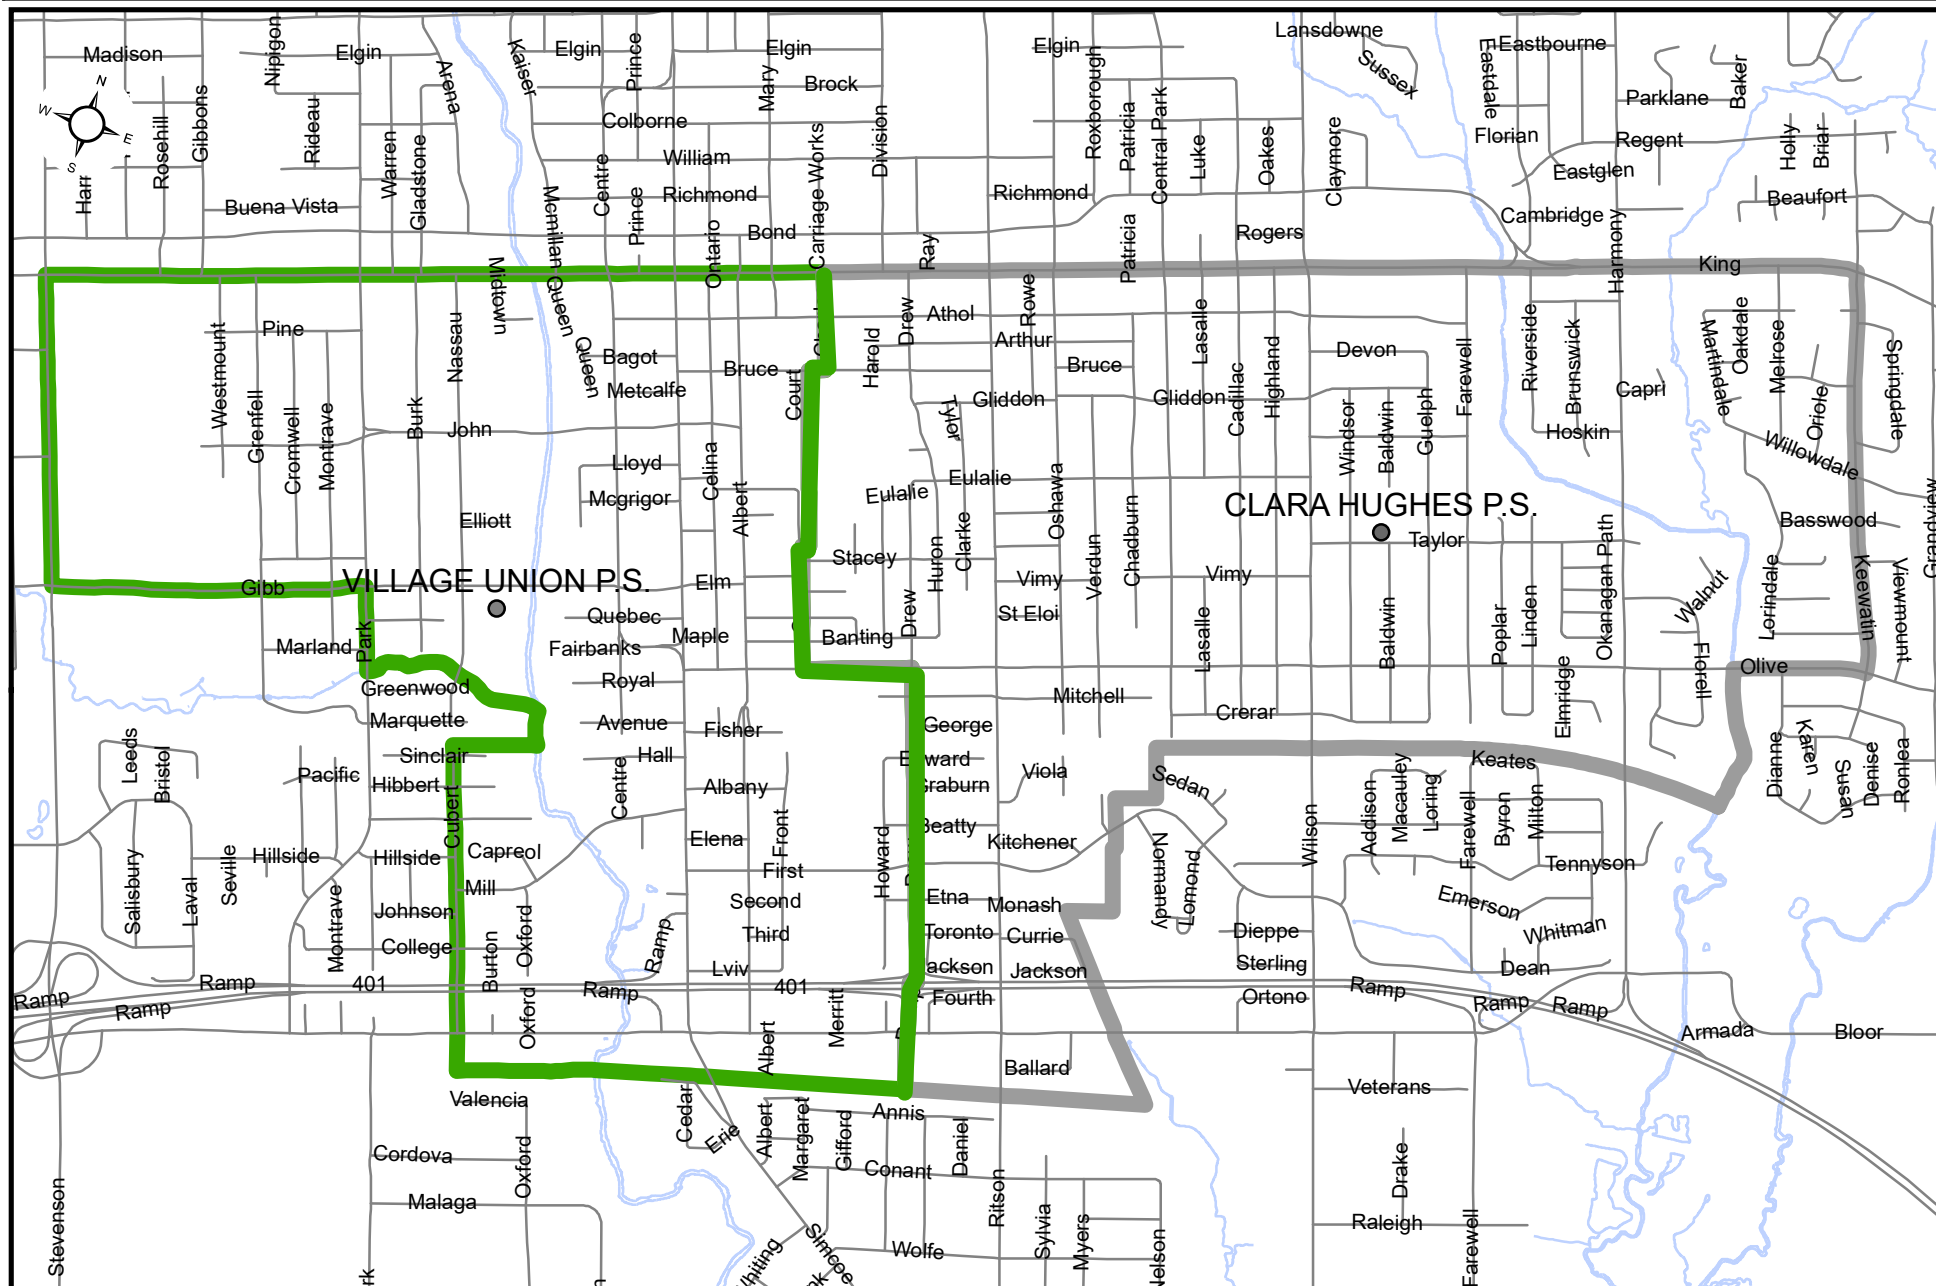 Lansdowne
Madison
Nipigon
Elgin
Kaiser
Elgin
Prince
Elgin
Elgin
Eastdale
Eastbourne
Arena
Mary
Brock
Roxborough
Sussex
Parklane
Baker
N
W
E
S
Gibbons
Rosehill
Rideau
Colborne
Division
Patricia
Central Park
Florian
Regent
Holly
Briar
Warren
Gladstone
William
Carriage Works
Luke
Oakes
Claymore
Eastglen
Harr
Buena Vista
Centre
Prince
Richmond
Richmond
Cambridge
Harmony
Beaufort
Mcmillan
Bond
Ray
Patricia
Rogers
Ontario
Midtown
King
Queen
Drew
Athol
Rowe
Lasalle
Riverside
Brunswick
Martindale
Oakdale
Melrose
Springdale
Westmount
Pine
Nassau
Queen
Bagot
Bruce
Harold
Arthur
Bruce
Highland
Devon
Farewell
Metcalfe
Court
Tylor
Gliddon
Gliddon
Cadillac
Windsor
Baldwin
Guelph
Capri
Oriole
Grenfell
Cromwell
Montrave
Burk
John
Hoskin
Willowdale
Lloyd
Celina
Eulalie
Eulalie
Oshawa
Mcgrigor
Albert
CLARA HUGHES P.S.
Grandview
Elliott
Clarke
Chadburn
Basswood
Taylor
Okanagan Path
Stacey
Huron
Verdun
VILLAGE UNION P.S.
Gibb
Elm
Vimy
Vimy
Walnut
Lorindale
Keewatin
Viewmount
Quebec
Drew
St Eloi
Lasalle
Baldwin
Poplar
Linden
Marland
Park
Fairbanks
Maple
Banting
Florell
Olive
Greenwood
Royal
Mitchell
Elmridge
Marquette
Avenue
Fisher
George
Crerar
Leeds
Bristol
Sinclair
Hall
Keates
Dianne
Karen
Susan
Denise
Ronlea
Pacific
Hibbert
Centre
Albany
Viola
Sedan
Addison
Macauley
Loring
Farewell
Byron
Milton
Cubert
Elena
Front
Beatty
Kitchener
Wilson
Salisbury
Laval
Seville
Hillside
Hillside
Capreol
First
Howard
Normandy
Lomond
Tennyson
Mill
Second
Etna
Monash
Emerson
Montrave
Johnson
Oxford
Third
Toronto
Currie
Dieppe
Whitman
College
Burton
Ramp
Lviv
Jackson
Sterling
Dean
Ramp
Ramp
Ramp
401
Oxford
Ramp
401
Merritt
Fourth
Ortono
Ramp
Ramp
Ramp
Albert
Armada
Bloor
Ballard
Valencia
Cedar
Erie
Albert
Margaret
Gifford
Annis
Daniel
Veterans
Cordova
Oxford
Conant
Drake
Stevenson
Malaga
Ritson
Sylvia
Myers
Raleigh
Farewell
Simcoe
Wolfe